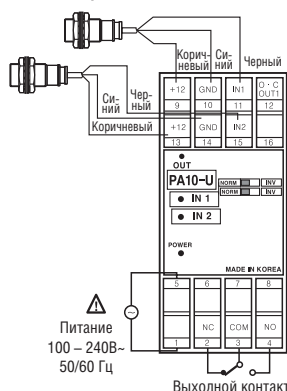 Корич-
невый
Си-
ний
Черный
+12
GND
IN1
O・C
OUT1
9
10
11
12
Си-
ний
Чер-
ный
Коричневый
+12
GND
IN2
13
14
15
16
OUT
PA10-U
NORM
INV
NORM
INV
IN 1
IN 2
POWER
MADE IN KOREA
5
6
7
8
Питание
100 – 240В~
50/60 Гц
NC
COM
NO
1
2
3
4
Выходной контакт